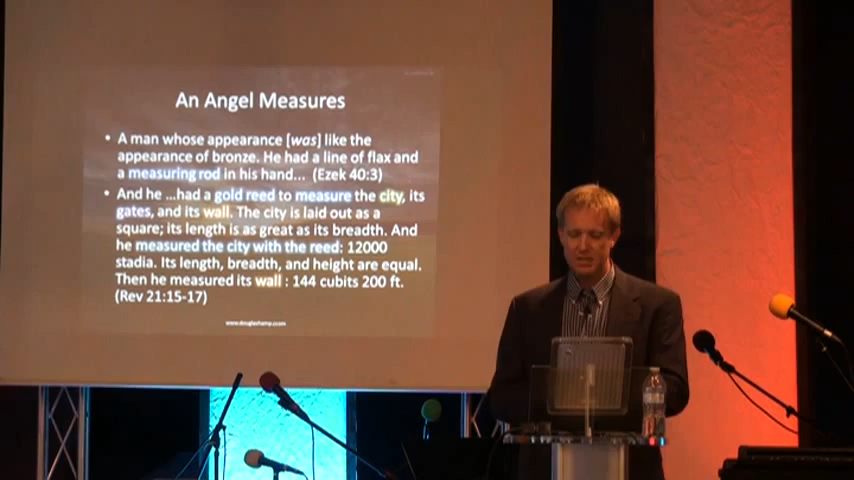 An Angel Measures
• A man whose appearance [was] like the
appearance of bronze. He had a line of flax and
a measuring rod in his hand... (Ezek 40:3)
• And he ...had a gold reed to measure the city, its
gates, and its wall. The city is laid out as a
square; its length is as great as its breadth. And
he measured the city with the reed: 12000
stadia. Its length, breadth, and height are equal.
Then he measured its wall : 144 cubits 200 ft.
(Rev 21:15-17)
www.douglashamp.com